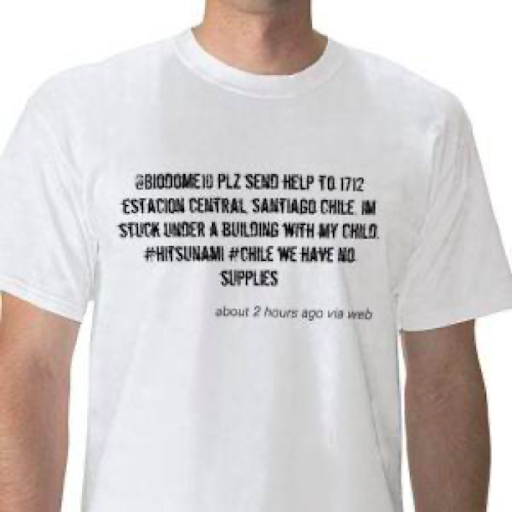 @BIODOME10 PLZ SEND HELP TO 1712
ESTACION CENTRAL, SANTIAGO CHILE. IM
STUCK UNDER A BUILDING WITH MY CHILD.
#HITSUNAMI #CHILE WE HAVE NO
SUPPLIES
about 2 hours ago via web